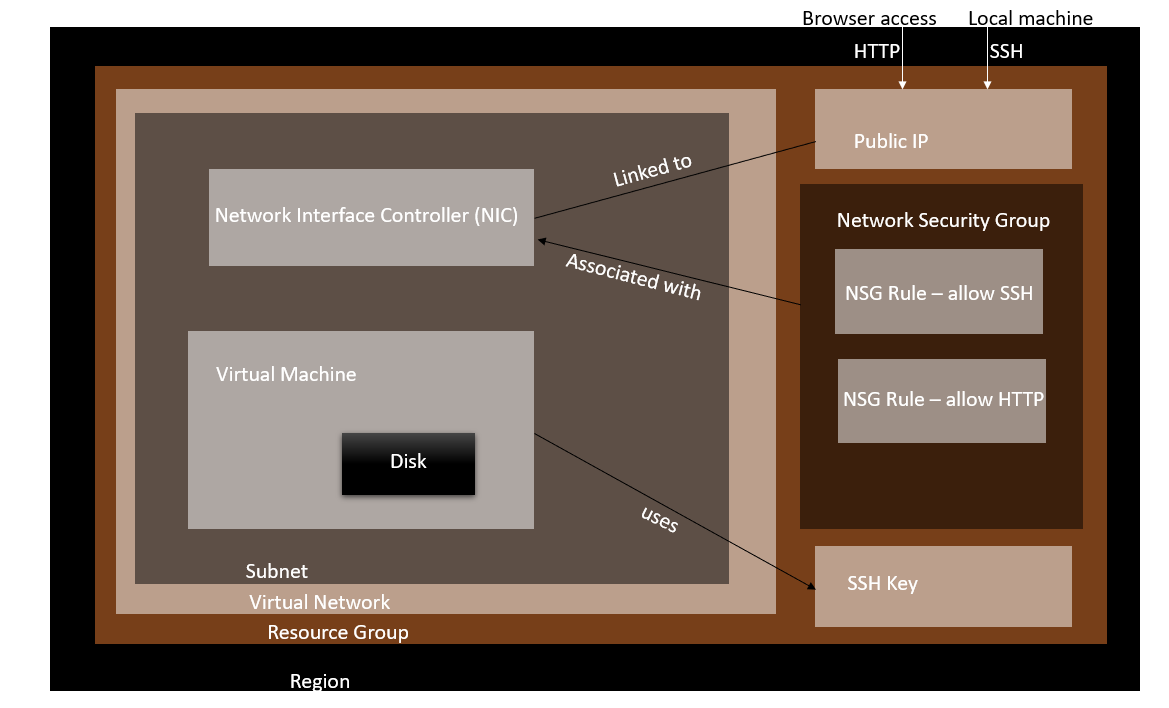 Browser access
Local machine
HTTP
SSH
Public IP
Linked to
Network Interface Controller (NIC)
Network Security Group
Associated with
NSG Rule – allow SSH
Virtual Machine
NSG Rule – allow HTTP
Disk
uses
Subnet
SSH Key
Virtual Network
Resource Group
Region